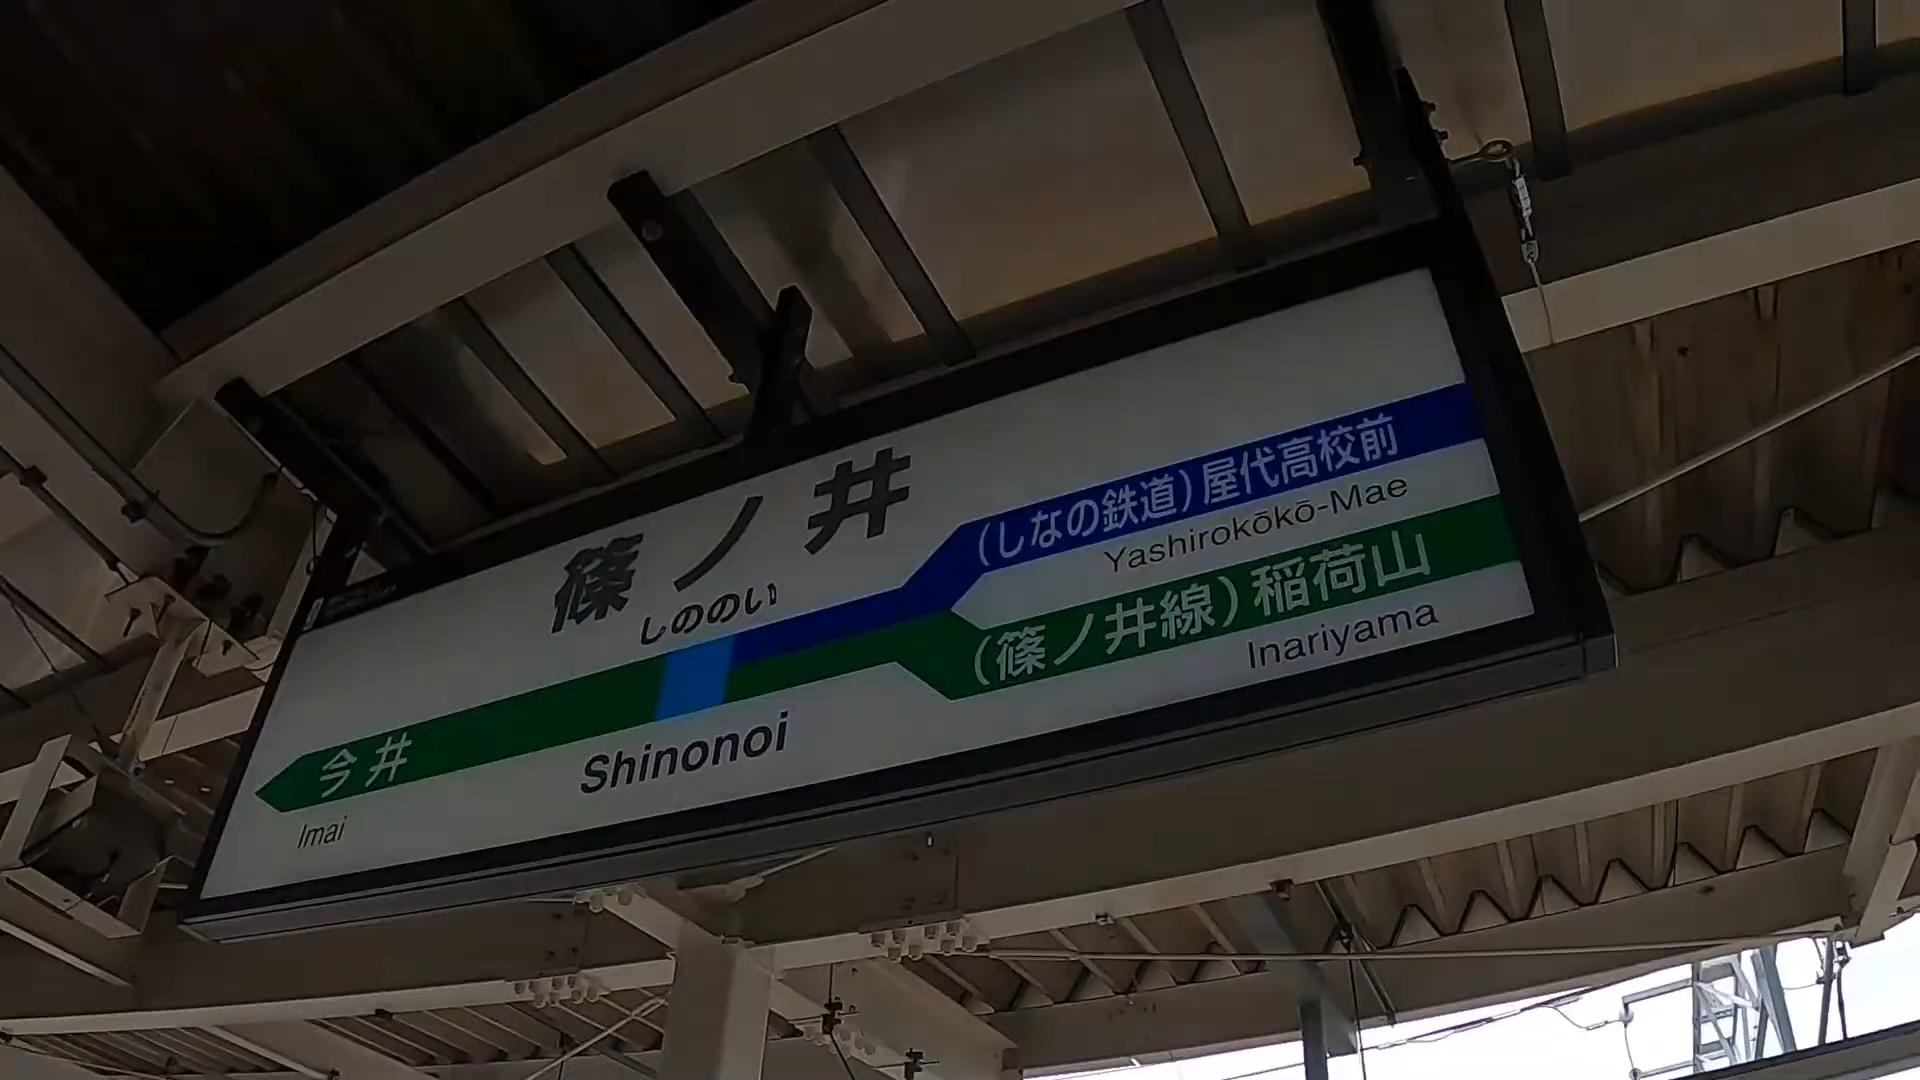 篠ノ井
しののい
(しなの鉄道)屋代高校前
Yashirokōkō-Mae
(篠ノ井線)稲荷山
Inariyama
今井
Imai
Shinonoi